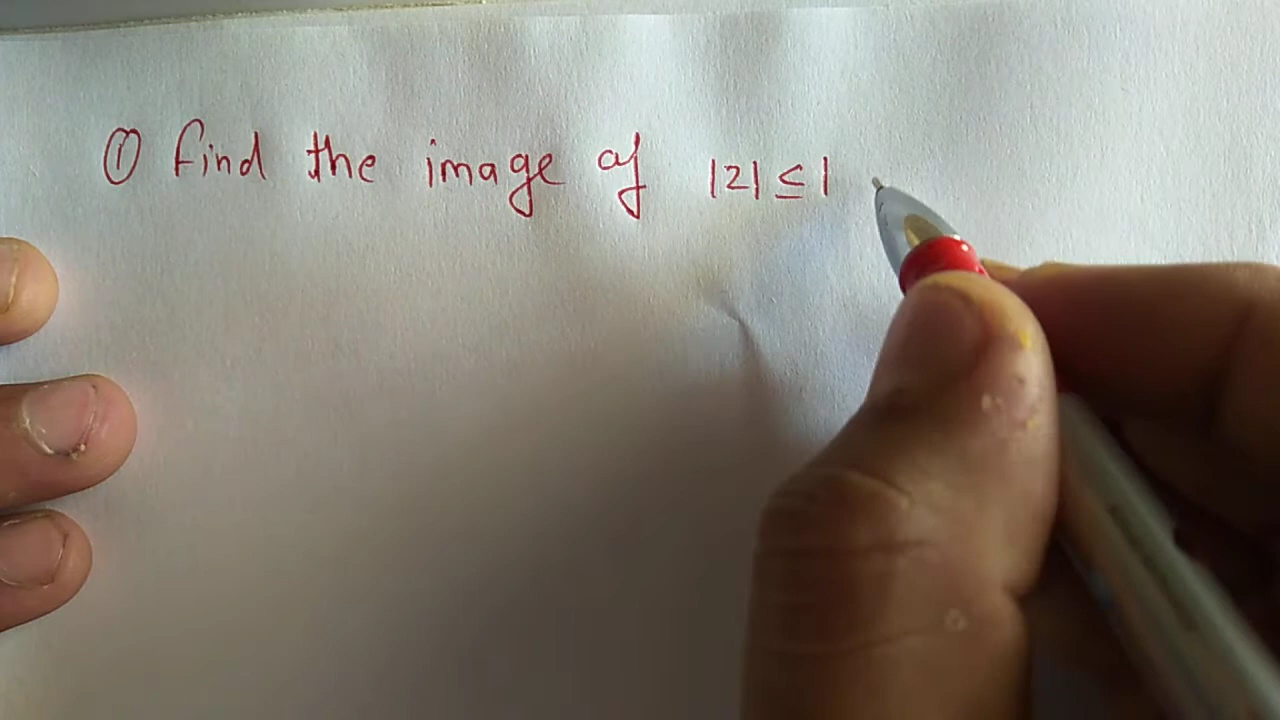 ① Find the image of |z| ≤ 1